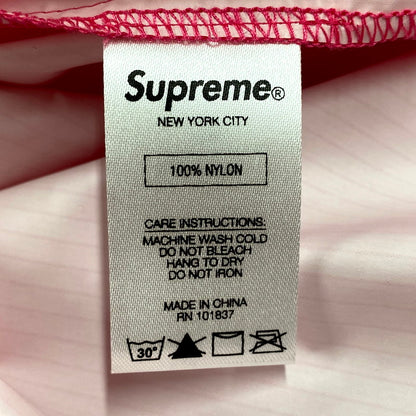 Supreme®
NEW YORK CITY
100% NYLON
CARE INSTRUCTIONS:
MACHINE WASH COLD
DO NOT BLEACH
HANG TO DRY
DO NOT IRON
MADE IN CHINA
RN 101837
30°